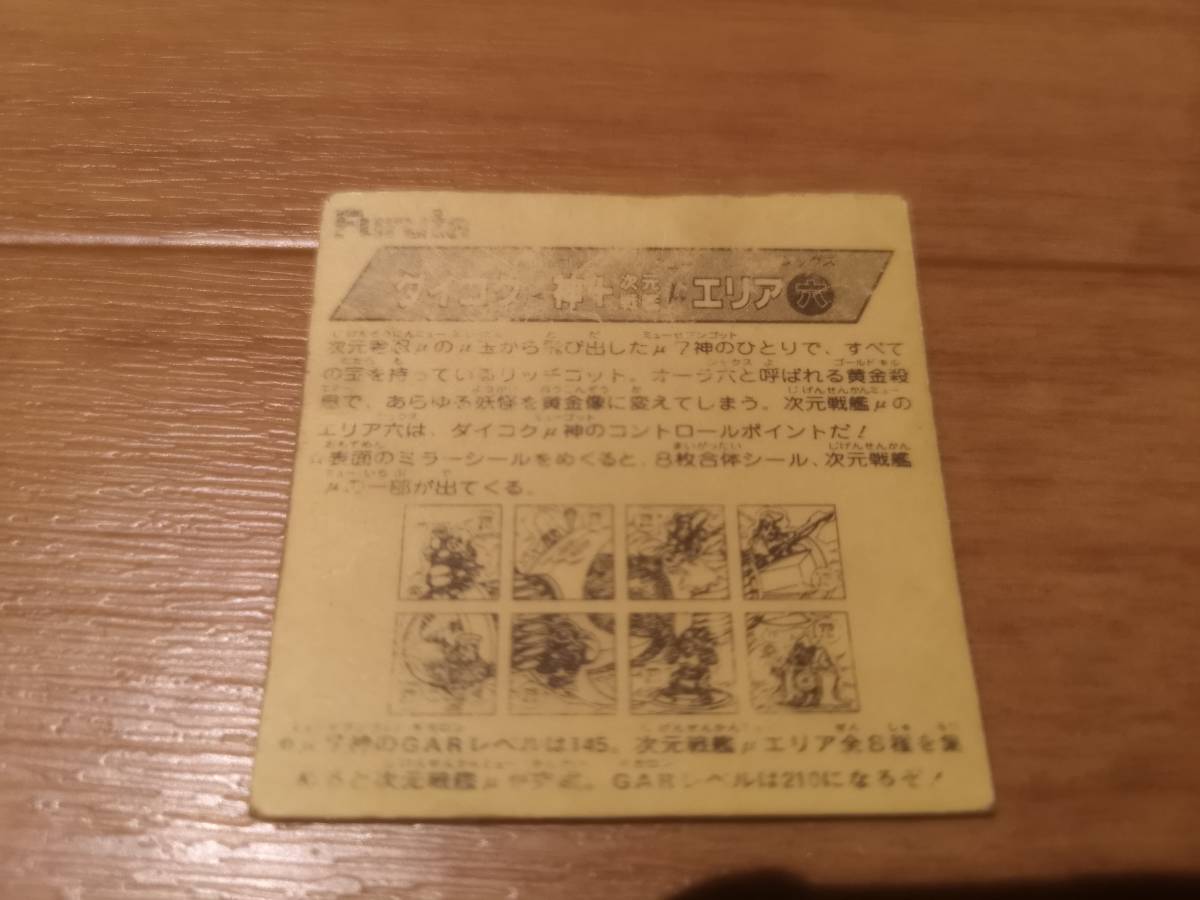 Furuta
シックス
ダイコク 神+次元戦艦μエリア六
次元 μのμ玉から飛び出したμ7神のひとりで、すべて
の宝を持っているリッチゴット。オージ六と呼ばれる黄金殺
で、あらゆる妖怪を黄金像に変えてしまう。次元戦艦μの
エリア六は、ダイコクμ神のコントロールポイントだ!
☆表面のミラーシールをめくると、8枚合体シール、次元戦艦
μの一部が出てくる。
μ7神のGARレベルは145。次元戦艦μエリア全8種を集
めると次元戦艦μが 。GARレベルは210になるぞ!